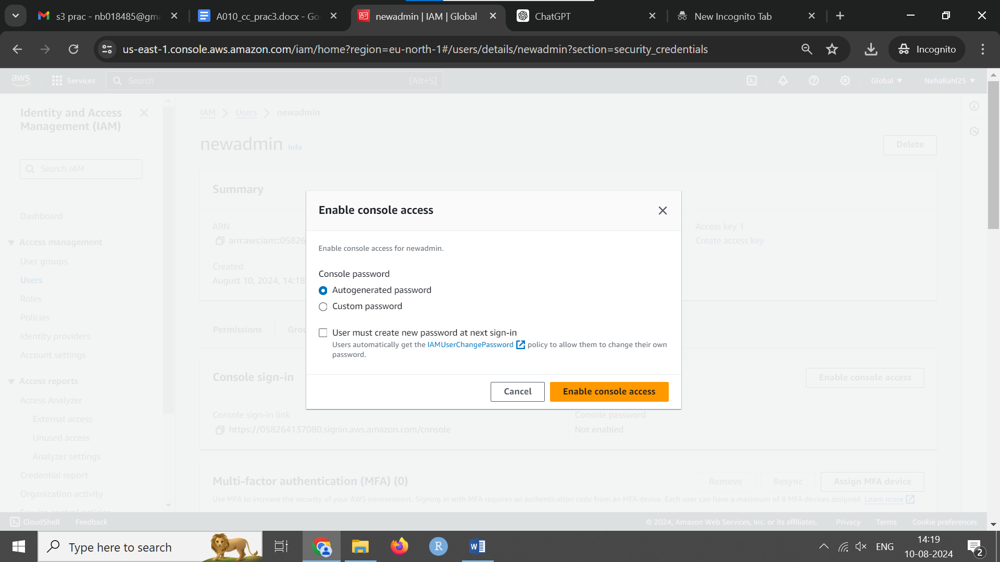 s3 prac - nb018485@gma
A010_cc_prac3.docx - Go
newadmin | IAM | Global
ChatGPT
New Incognito Tab
us-east-1.console.aws.amazon.com/iam/home?region=eu-north-1#/users/details/newadmin?section=security_credentials
Incognito
aws
Services
Search
[Alt+S]
Global
NehaBahl25
Identity and Access
Management (IAM)
Search IAM
Dashboard
Access management
User groups
Users
Roles
Policies
Identity providers
Account settings
Access reports
Access Analyzer
External access
Unused access
Analyzer settings
Credential report
Organization activity
Service control policies
IAM
Users
newadmin
newadmin Info
Delete
Summary
ARN
arn:aws:iam::05826
Created
August 10, 2024, 14:18
Access key 1
Create access key
Permissions
Grou
Enable console access
Enable console access for newadmin.
Console password
Autogenerated password
Custom password
User must create new password at next sign-in
Users automatically get the IAMUserChangePassword policy to allow them to change their own
password.
Cancel
Enable console access
Console sign-in
Enable console access
Console sign-in link
https://058264137080.signin.aws.amazon.com/console
Console password
Not enabled
Multi-factor authentication (MFA) (0)
Remove
Resync
Assign MFA device
Use MFA to increase the security of your AWS environment. Signing in with MFA requires an authentication code from an MFA device. Each user can have a maximum of 8 MFA devices assigned. Learn more
CloudShell
Feedback
© 2024, Amazon Web Services, Inc. or its affiliates.
Privacy
Terms
Cookie preferences
Type here to search
R
W
ENG
14:19
10-08-2024
2